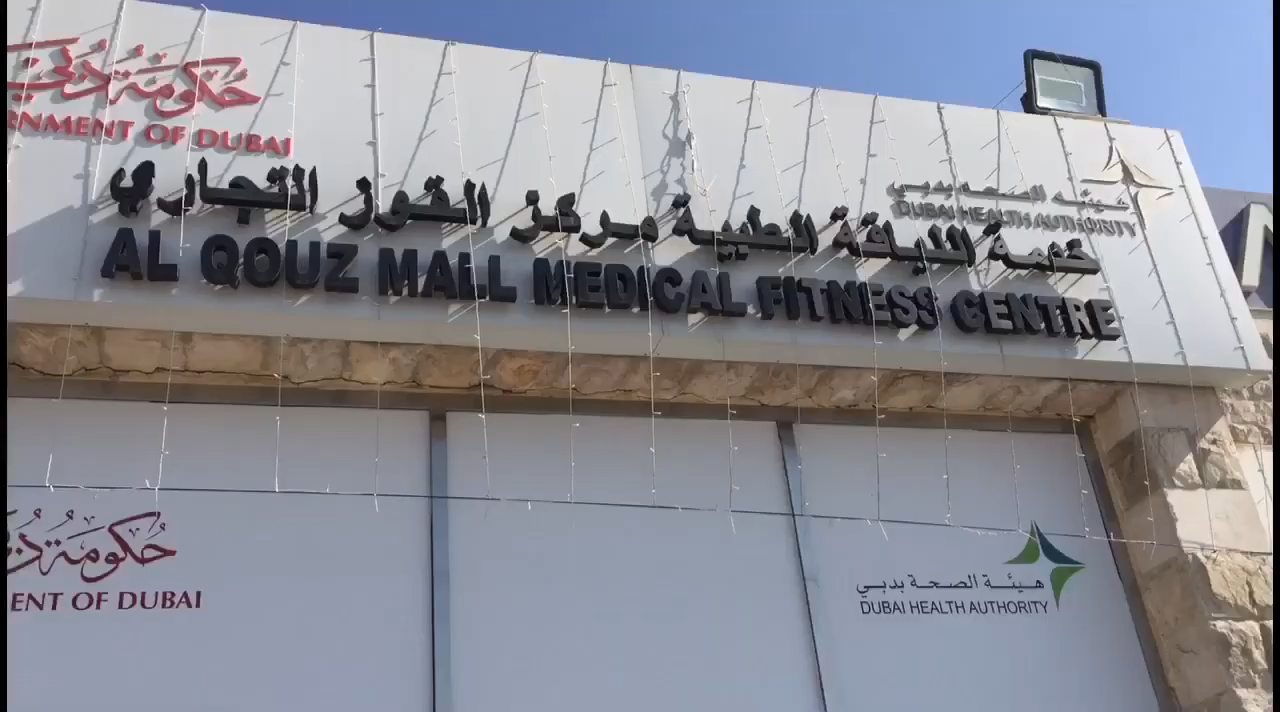 حكومة دبي
RNMENT OF DUBAI
هيئة الصحة بدبي
DUBAI HEALTH AUTHORITY
خدمة اللياقة الطبية مركز القوز التجاري
AL QOUZ MALL MEDICAL FITNESS CENTRE
حكومة دبي
ENT OF DUBAI
هيئة الصحة بدبي
DUBAI HEALTH AUTHORITY